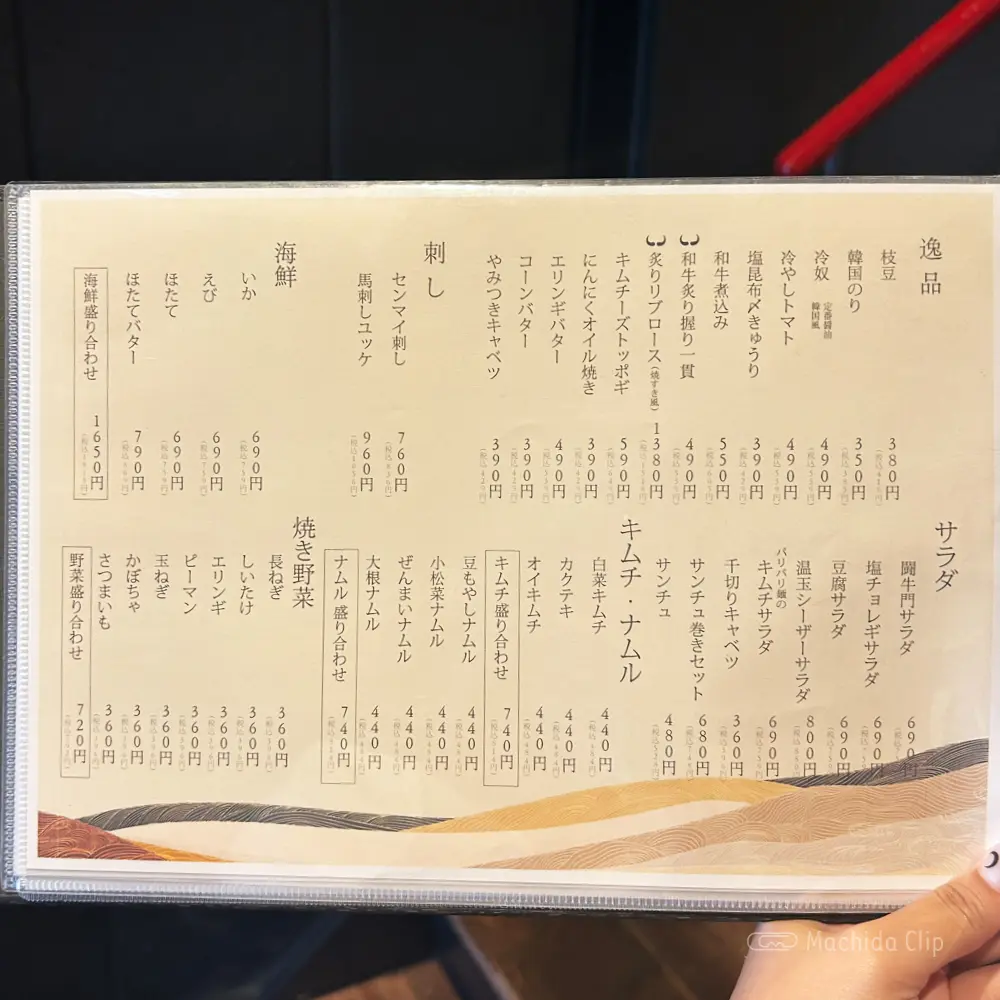 逸品
枝豆 380円
韓国のり 350円
冷奴 定番醤油 韓国風 490円
冷やしトマト 490円
塩昆布〆きゅうり 390円
和牛煮込み 550円
和牛炙り握り一貫 490円
炙りリブロース(焼すき風) 1380円
キムチーズトッポギ 590円
にんにくオイル焼き 390円
エリンギバター 490円
コーンバター 390円
やみつきキャベツ 390円
刺し
センマイ刺し 760円
馬刺しユッケ 960円
海鮮
いか 690円
えび 690円
ほたて 690円
ほたてバター 790円
海鮮盛り合わせ 1650円
サラダ
闘牛門サラダ 690円
塩チョレギサラダ 690円
豆腐サラダ 690円
温玉シーザーサラダ 800円
パリパリ麺の
キムチサラダ 690円
千切りキャベツ 360円
サンチュ巻きセット 680円
サンチュ 480円
キムチ・ナムル
白菜キムチ 440円
カクテキ 440円
オイキムチ 440円
キムチ盛り合わせ 740円
豆もやしナムル 440円
小松菜ナムル 440円
ぜんまいナムル 440円
大根ナムル 440円
ナムル盛り合わせ 740円
焼き野菜
長ねぎ 360円
しいたけ 360円
エリンギ 360円
ピーマン 360円
玉ねぎ 360円
かぼちゃ 360円
さつまいも 360円
野菜盛り合わせ 720円
Machida Clip